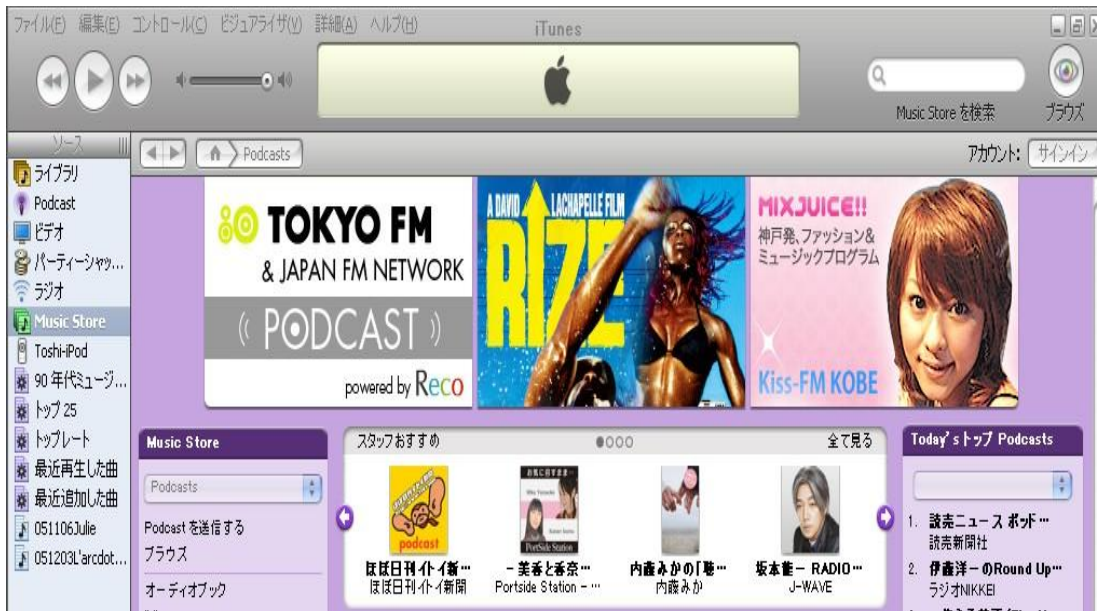 ファイル(F) 編集(E) コントロール(C) ビジュアライザ(V) 詳細(A) ヘルプ(H)
iTunes
Music Store を検索
ブラウズ
ソース
Podcasts
アカウント: サインイン
ライブラリ
Podcast
ビデオ
パーティーシャッ...
ラジオ
Music Store
Toshi-iPod
90 年代ミュージ...
トップ 25
トップレート
最近再生した曲
最近追加した曲
051106Julie
051203L'arcdot...
TOKYO FM
& JAPAN FM NETWORK
PODCAST
powered by Reco
A DAVID LACHAPELLE FILM
RIZE
MIXJUICE!!
神戸発、ファッション&
ミュージックプログラム
Kiss-FM KOBE
Music Store
Podcasts
Podcast を送信する
ブラウズ
オーディオブック
スタッフおすすめ
全て見る
podcast
ほぼ日刊イトイ新…
ほぼ日刊イトイ新聞
お気に召すまま…
PortSide Station
- 美香と香奈…
Portside Station - …
内藤みかの「聴…
内藤みか
坂本龍一 RADIO…
J-WAVE
Today's トップ Podcasts
1. 読売ニュース ポッド…
読売新聞社
2. 伊藤洋一のRound Up…
ラジオNIKKEI